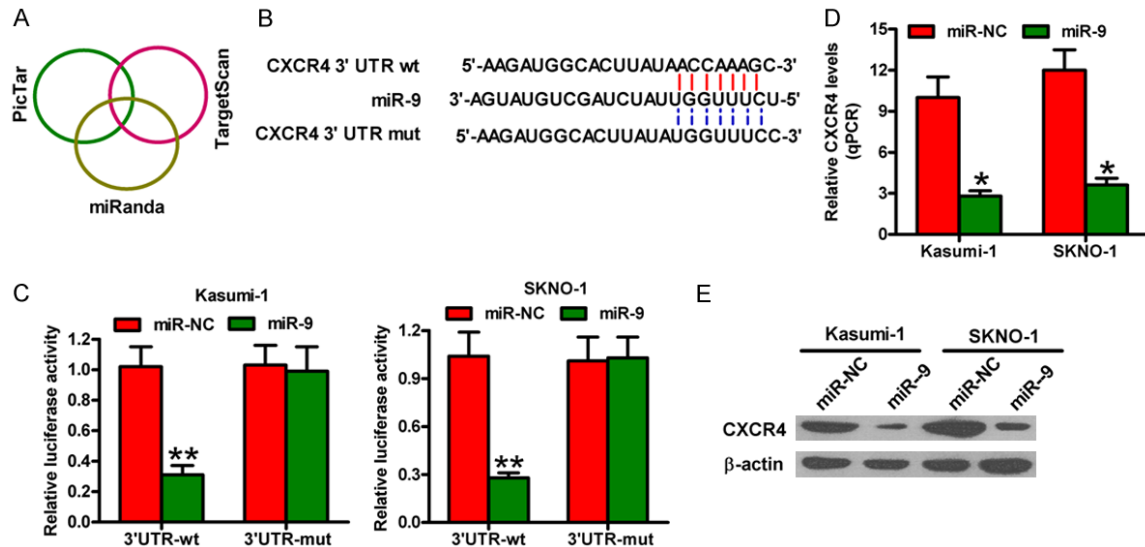 A
PicTar
TargetScan
miRanda
B
CXCR4 3' UTR wt 5'-AAGAUGGCACUUAUAACCAAAGC-3'
miR-9 3'-AGUAUGUCGAUCUAUUGGUUUCU-5'
CXCR4 3' UTR mut 5'-AAGAUGGCACUUAUAUGGUUUCC-3'
C
Kasumi-1
miR-NC miR-9
Relative luciferase activity
1.2
1.0
0.8
0.6
0.4
0.2
0.0
**
3'UTR-wt 3'UTR-mut
SKNO-1
miR-NC miR-9
Relative luciferase activity
1.2
0.9
0.6
0.3
0.0
**
3'UTR-wt 3'UTR-mut
D
miR-NC miR-9
Relative CXCR4 levels
(qPCR)
15
12
9
6
3
0
* *
Kasumi-1 SKNO-1
E
Kasumi-1 SKNO-1
miR-NC miR--9 miR-NC miR--9
CXCR4
β-actin